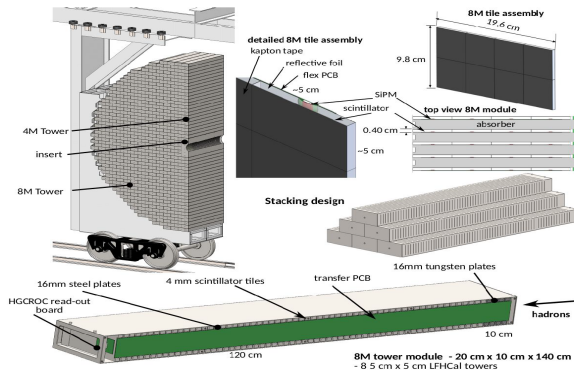 8M tile assembly
19.6 cm
9.8 cm
detailed 8M tile assembly
kapton tape
reflective foil
flex PCB
~5 cm
SiPM
scintillator
top view 8M module
absorber
0.40 cm
~5 cm
4M Tower
insert
8M Tower
Stacking design
16mm steel plates
4 mm scintillator tiles
transfer PCB
16mm tungsten plates
HGCROC read-out
board
hadrons
120 cm
10 cm
8M tower module - 20 cm x 10 cm x 140 cm
- 8 5 cm x 5 cm LFHCal towers